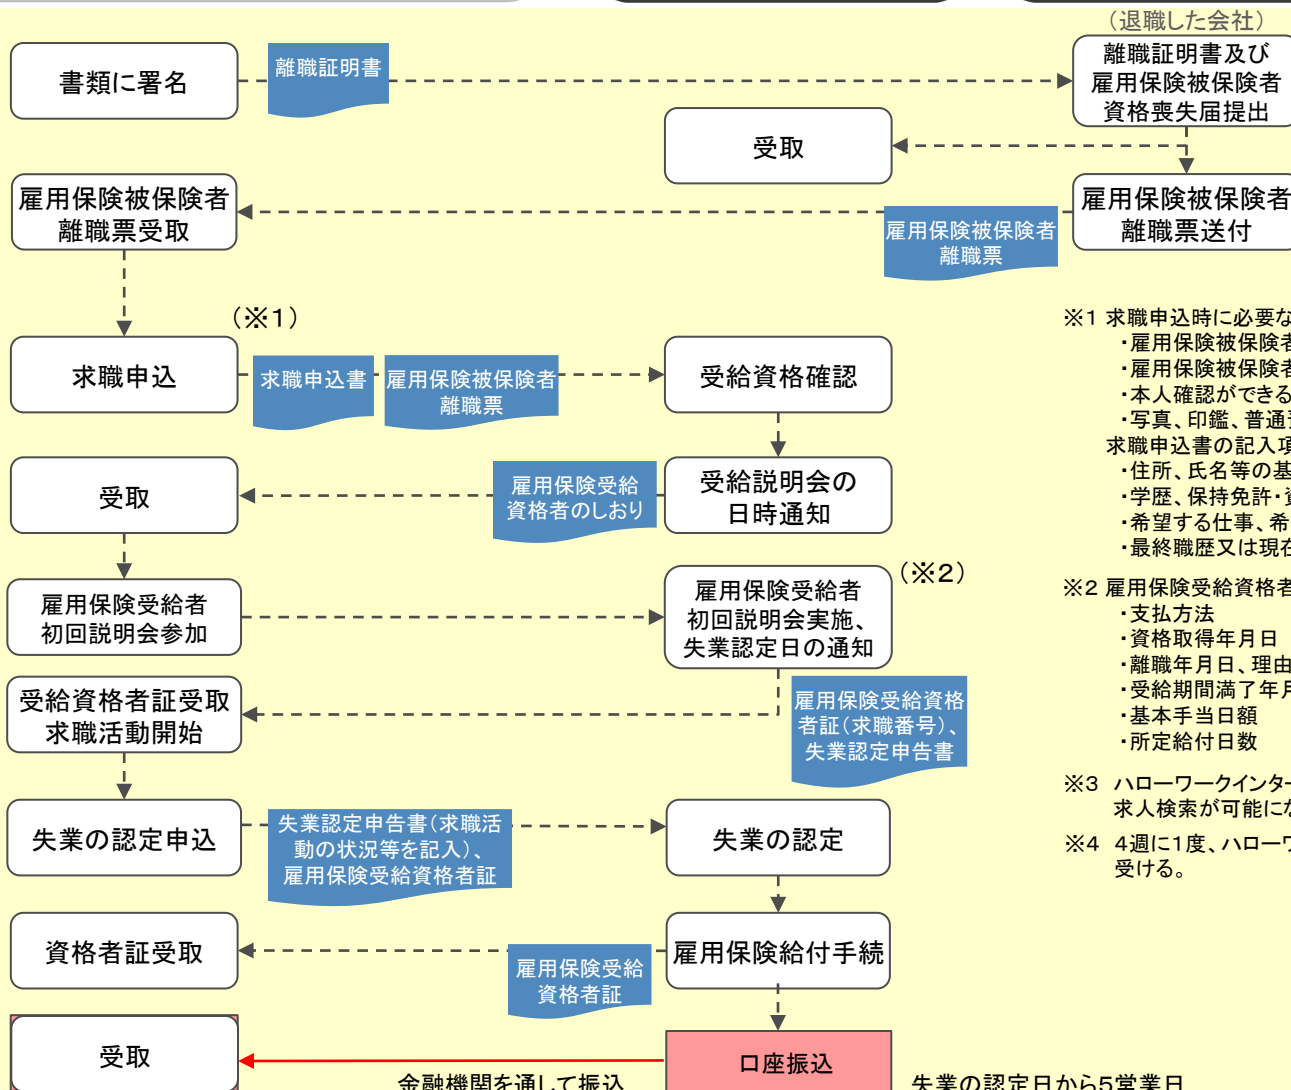 （退職した会社）
書類に署名
離職証明書
離職証明書及び
雇用保険被保険者
資格喪失届提出
受取
雇用保険被保険者
離職票受取
雇用保険被保険者
離職票
雇用保険被保険者
離職票送付
（※1）
求職申込
求職申込書
雇用保険被保険者
離職票
受給資格確認
受取
雇用保険受給
資格者のしおり
受給説明会の
日時通知
雇用保険受給者
初回説明会参加
雇用保険受給者
初回説明会実施、
失業認定日の通知
（※2）
受給資格者証受取
求職活動開始
雇用保険受給資格
者証（求職番号）、
失業認定申告書
失業の認定申込
失業認定申告書（求職活
動の状況等を記入）、
雇用保険受給資格者証
失業の認定
資格者証受取
雇用保険受給
資格者証
雇用保険給付手続
受取
口座振込
金融機関を通して振込
失業の認定日から5営業日
※1 求職申込時に必要な
・雇用保険被保険者
・雇用保険被保険者
・本人確認ができる
・写真、印鑑、普通
求職申込書の記入項
・住所、氏名等の基
・学歴、保持免許・資
・希望する仕事、希
・最終職歴又は現在
※2 雇用保険受給資格者
・支払方法
・資格取得年月日
・離職年月日、理由
・受給期間満了年月
・基本手当日額
・所定給付日数
※3 ハローワークインター
求人検索が可能にな
※4 4週に1度、ハローワ
受ける。